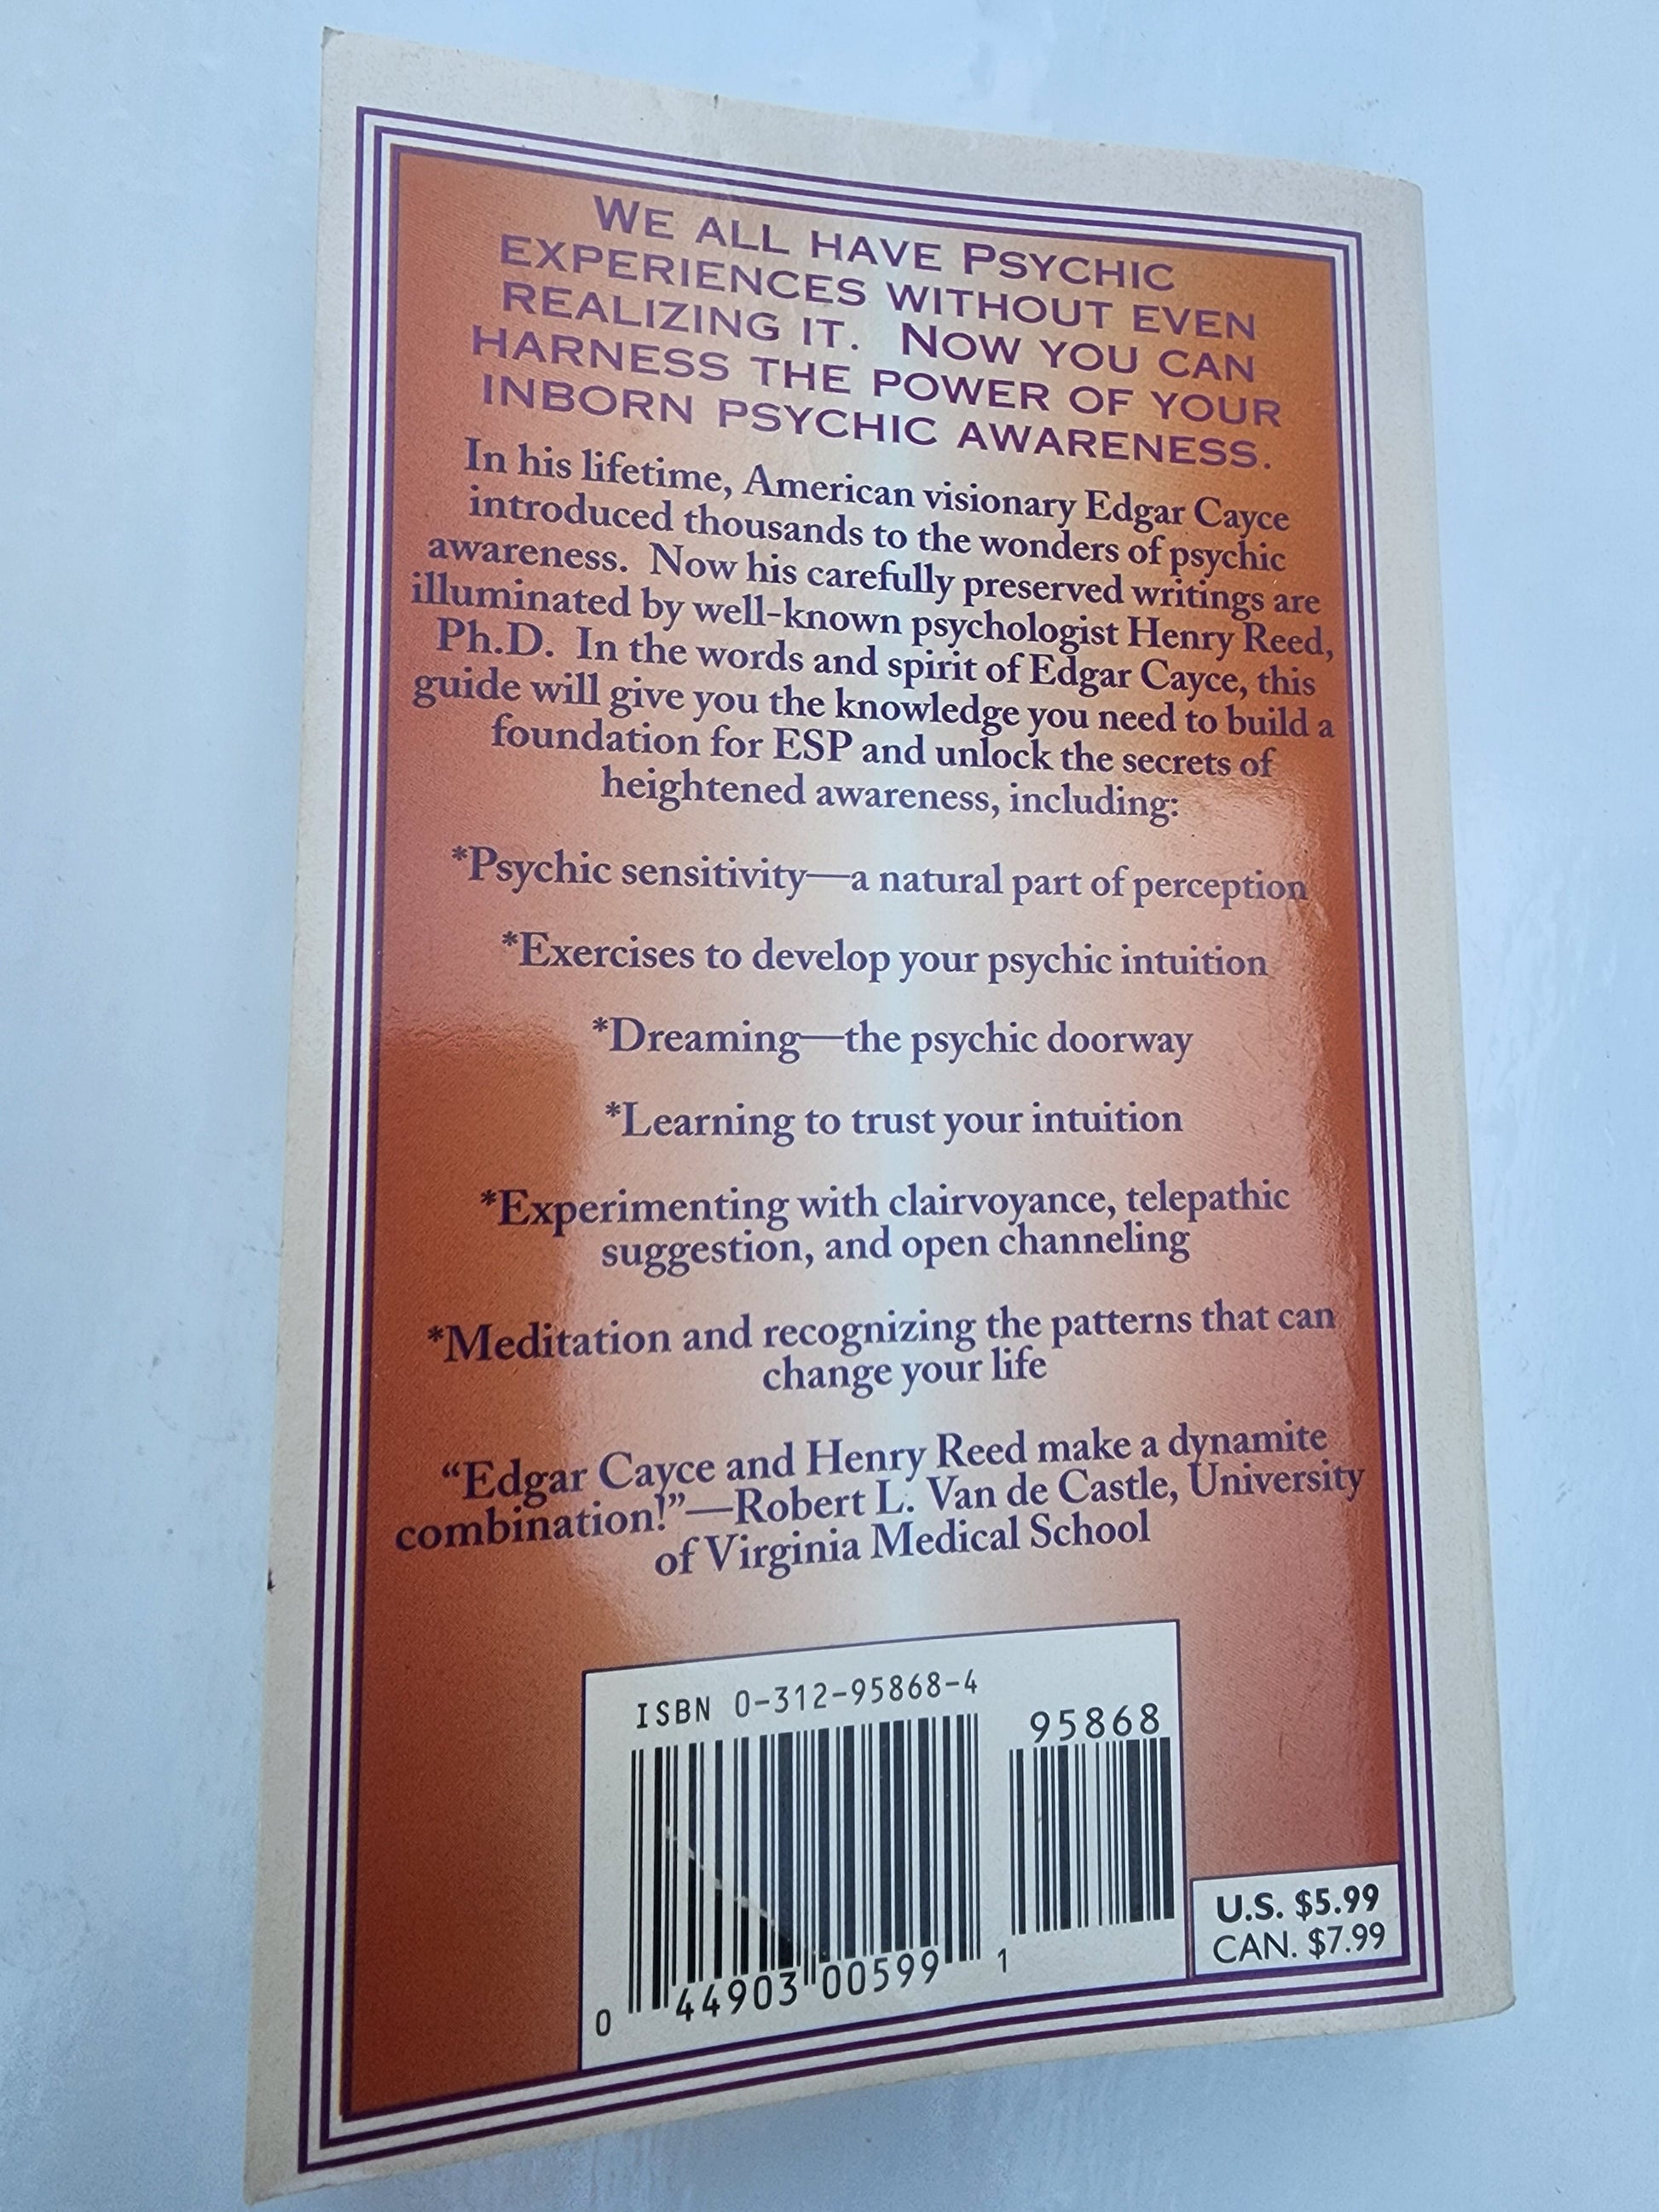 WE ALL HAVE PSYCHIC
EXPERIENCES WITHOUT EVEN
REALIZING IT. NOW YOU CAN
HARNESS THE POWER OF YOUR
INBORN PSYCHIC AWARENESS.
In his lifetime, American visionary Edgar Cayce
introduced thousands to the wonders of psychic
awareness. Now his carefully preserved writings are
illuminated by well-known psychologist Henry Reed,
Ph.D. In the words and spirit of Edgar Cayce, this
guide will give you the knowledge you need to build a
foundation for ESP and unlock the secrets of
heightened awareness, including:
*Psychic sensitivity—a natural part of perception
*Exercises to develop your psychic intuition
*Dreaming—the psychic doorway
*Learning to trust your intuition
*Experimenting with clairvoyance, telepathic
suggestion, and open channeling
*Meditation and recognizing the patterns that can
change your life
“Edgar Cayce and Henry Reed make a dynamite
combination!”—Robert L. Van de Castle, University
of Virginia Medical School
ISBN 0-312-95868-4
95868
0 44903 00599 1
U.S. $5.99
CAN. $7.99